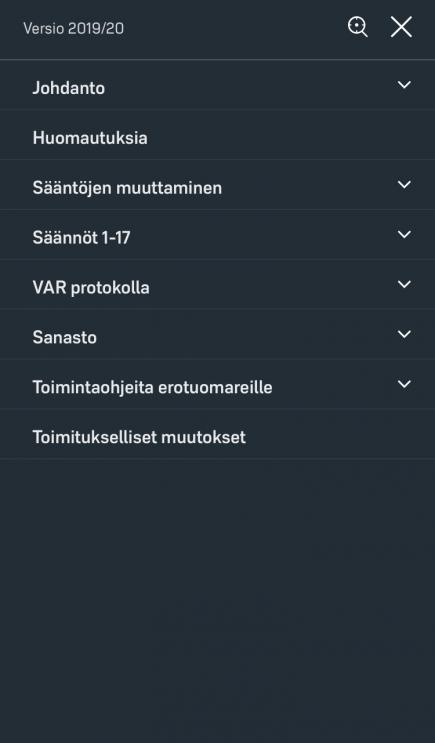 Versio 2019/20
Johdanto
Huomautuksia
Sääntöjen muuttaminen
Säännöt 1-17
VAR protokolla
Sanasto
Toimintaohjeita erotuomareille
Toimitukselliset muutokset